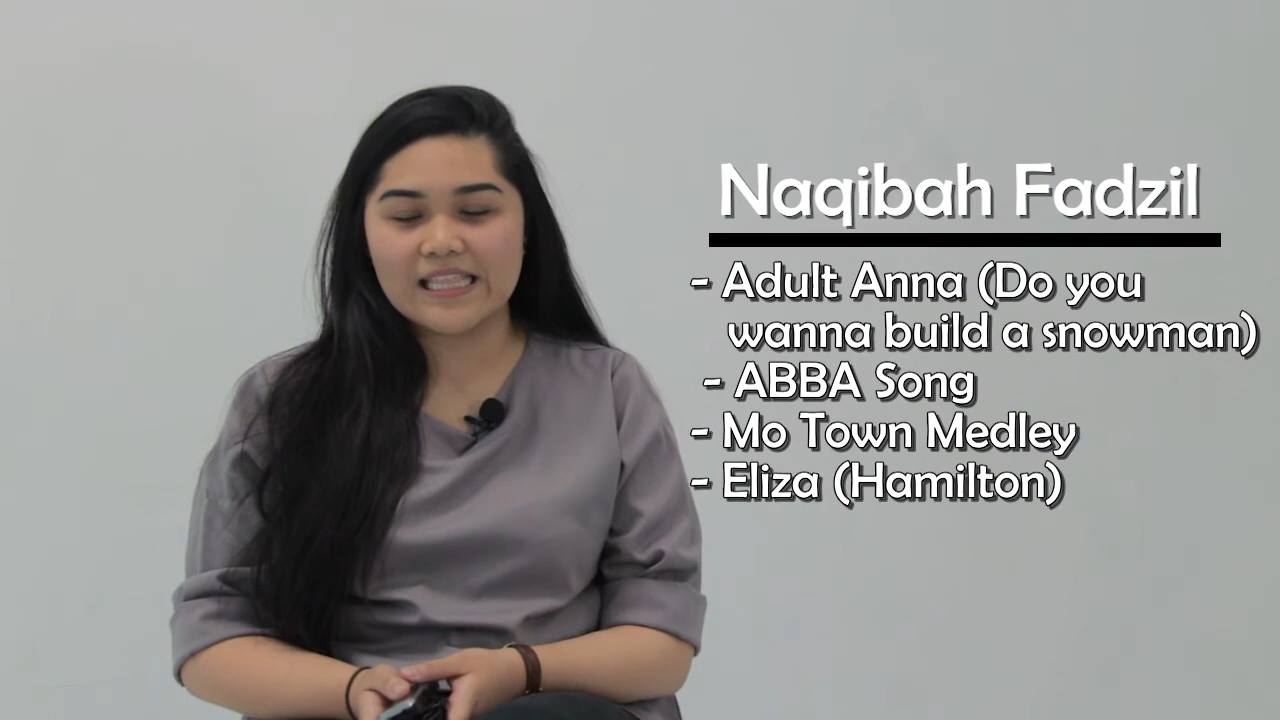 Naqibah Fadzil
- Adult Anna (Do you
wanna build a snowman)
- ABBA Song
- Mo Town Medley
- Eliza (Hamilton)